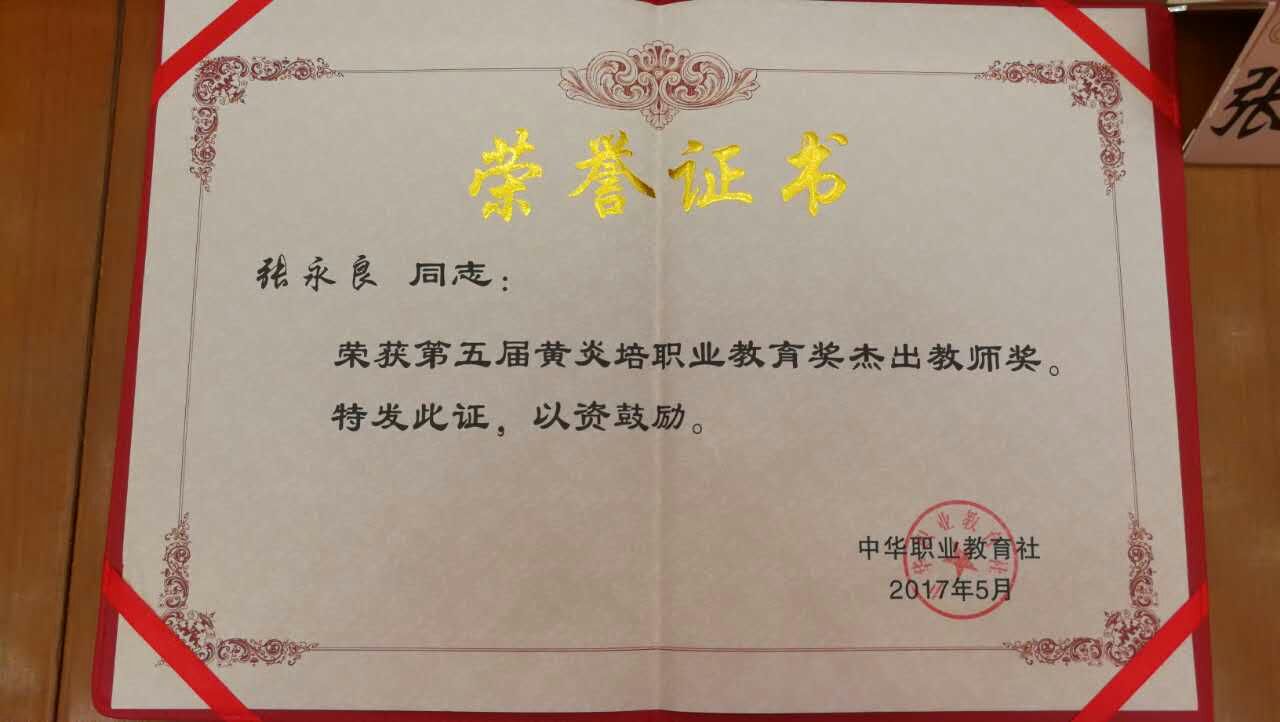 荣誉证书
张永良 同志：
荣获第五届黄炎培职业教育奖杰出教师奖。
特发此证，以资鼓励。
中华职业教育社
2017年5月
张